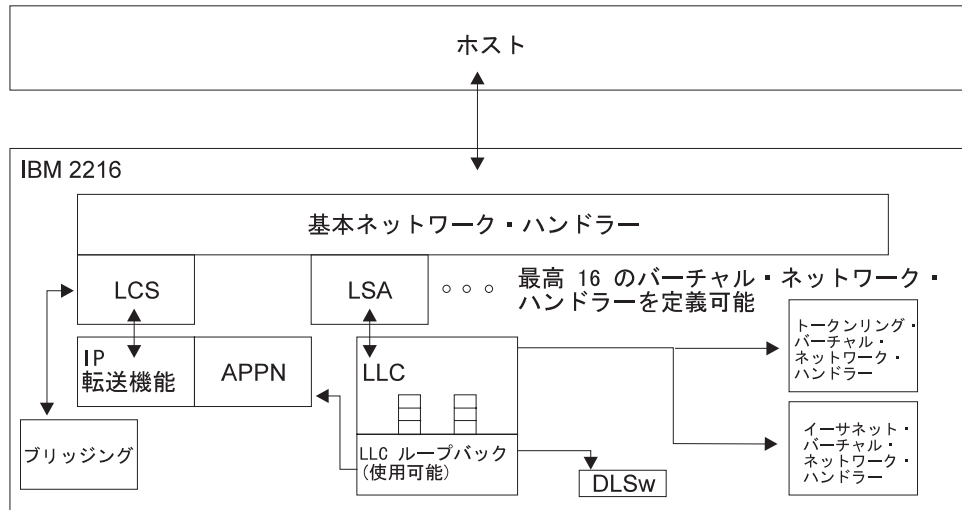 ホスト
IBM 2216
基本ネットワーク・ハンドラー
LCS
LSA
○ ○ ○
最高 16 のバーチャル・ネットワーク・
ハンドラーを定義可能
トークンリング・
バーチャル・
ネットワーク・
ハンドラー
IP
転送機能
APPN
LLC
ブリッジング
LLC ループバック
(使用可能)
DLSw
イーサネット・
バーチャル・
ネットワーク・
ハンドラー